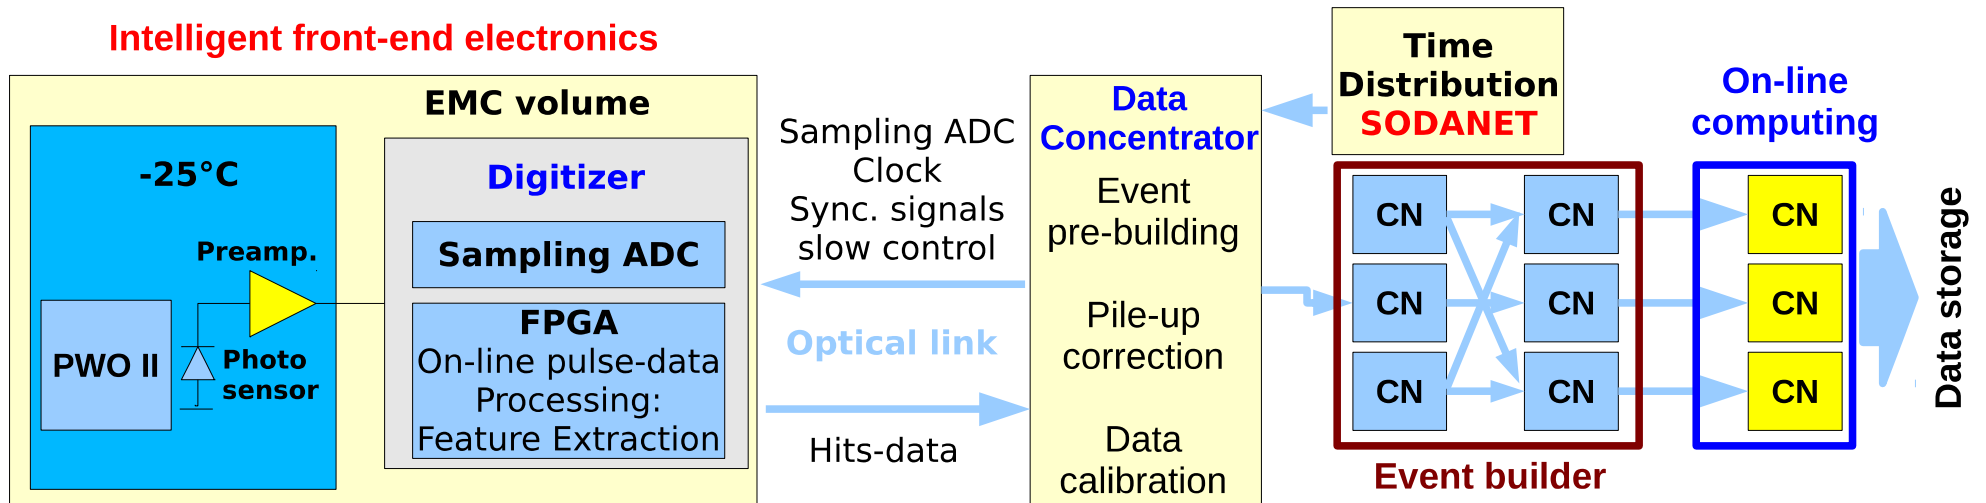 Intelligent front-end electronics
EMC volume
-25°C
Preamp.
PWO II
Photo
sensor
Digitizer
Sampling ADC
FPGA
On-line pulse-data
Processing:
Feature Extraction
Sampling ADC
Clock
Sync. signals
slow control
Optical link
Hits-data
Data
Concentrator
Event
pre-building
Pile-up
correction
Data
calibration
Time
Distribution
SODANET
CN
CN
CN
CN
CN
CN
Event builder
On-line
computing
CN
CN
CN
Data storage